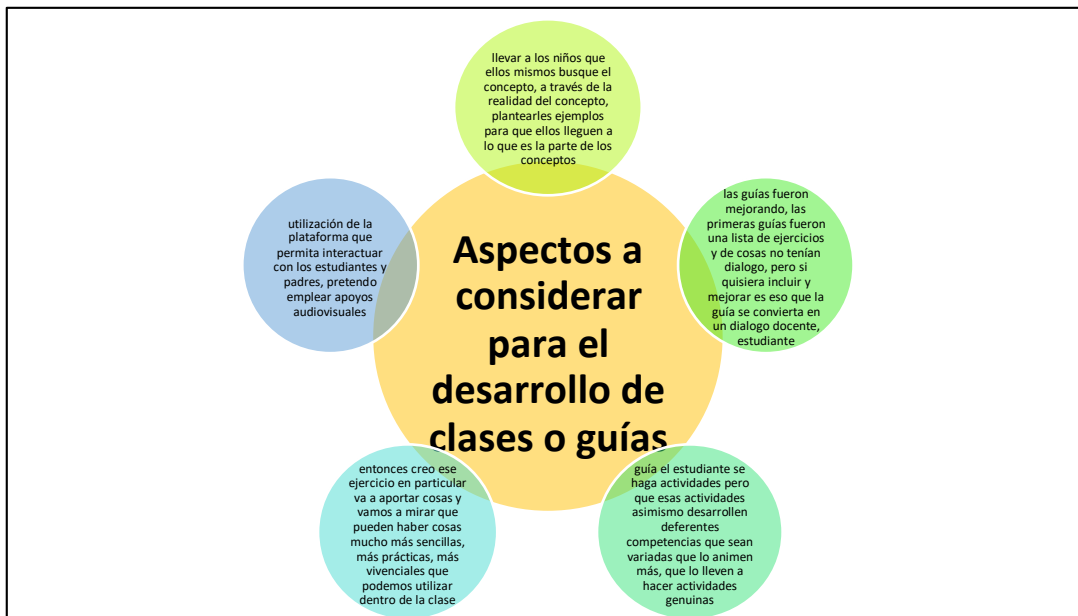 llevar a los niños que
ellos mismos busque el
concepto, a través de la
realidad del concepto,
plantearles ejemplos
para que ellos lleguen a
lo que es la parte de los
conceptos
las guías fueron
mejorando, las
primeras guías fueron
una lista de ejercicios
y de cosas no tenían
dialogo, pero si
quisiera incluir y
mejorar es eso que la
guía se convierta en
un dialogo docente,
estudiante
guía el estudiante se
haga actividades pero
que esas actividades
asimismo desarrollen
deferentes
competencias que sean
variadas que lo animen
más, que lo lleven a
hacer actividades
genuinas
entonces creo ese
ejercicio en particular
va a aportar cosas y
vamos a mirar que
pueden haber cosas
mucho más sencillas,
más prácticas, más
vivenciales que
podemos utilizar
dentro de la clase
utilización de la
plataforma que
permita interactuar
con los estudiantes y
padres, pretendo
emplear apoyos
audiovisuales
Aspectos a
considerar
para el
desarrollo de
clases o guías